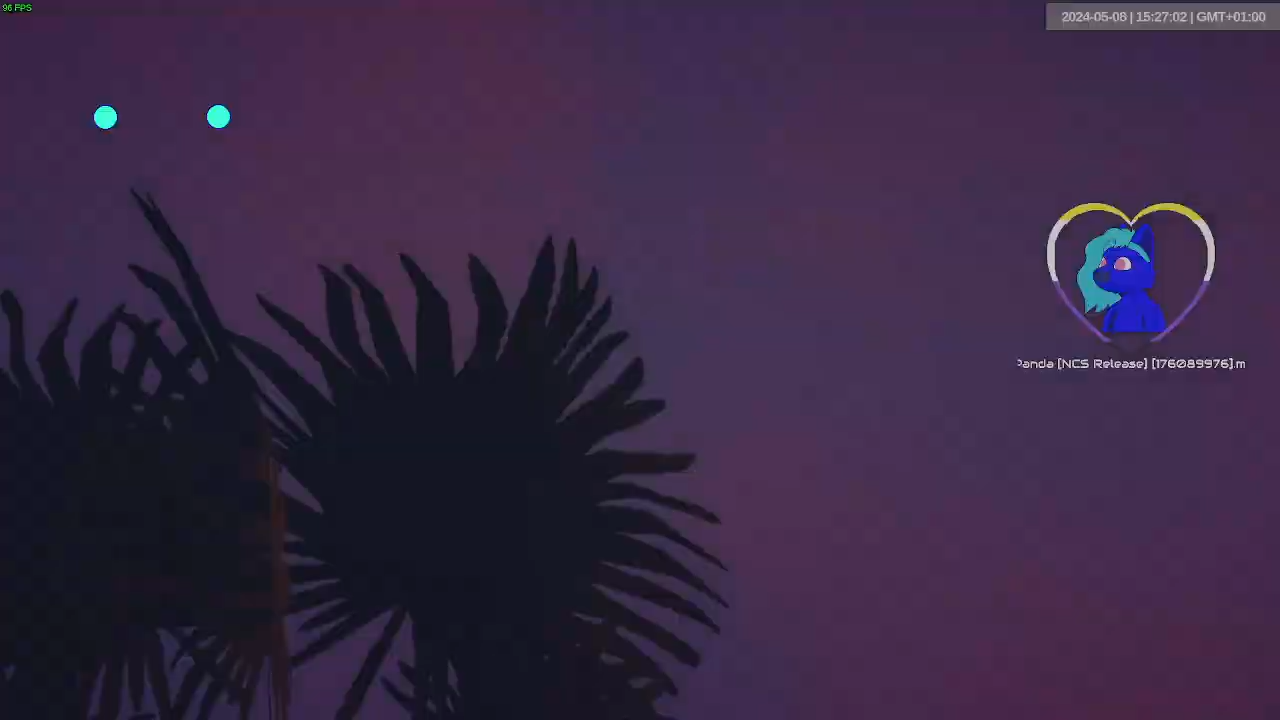 96 FPS
2024-05-08 | 15:27:02 | GMT+01:00
Panda [NCS Release] [176089976].m